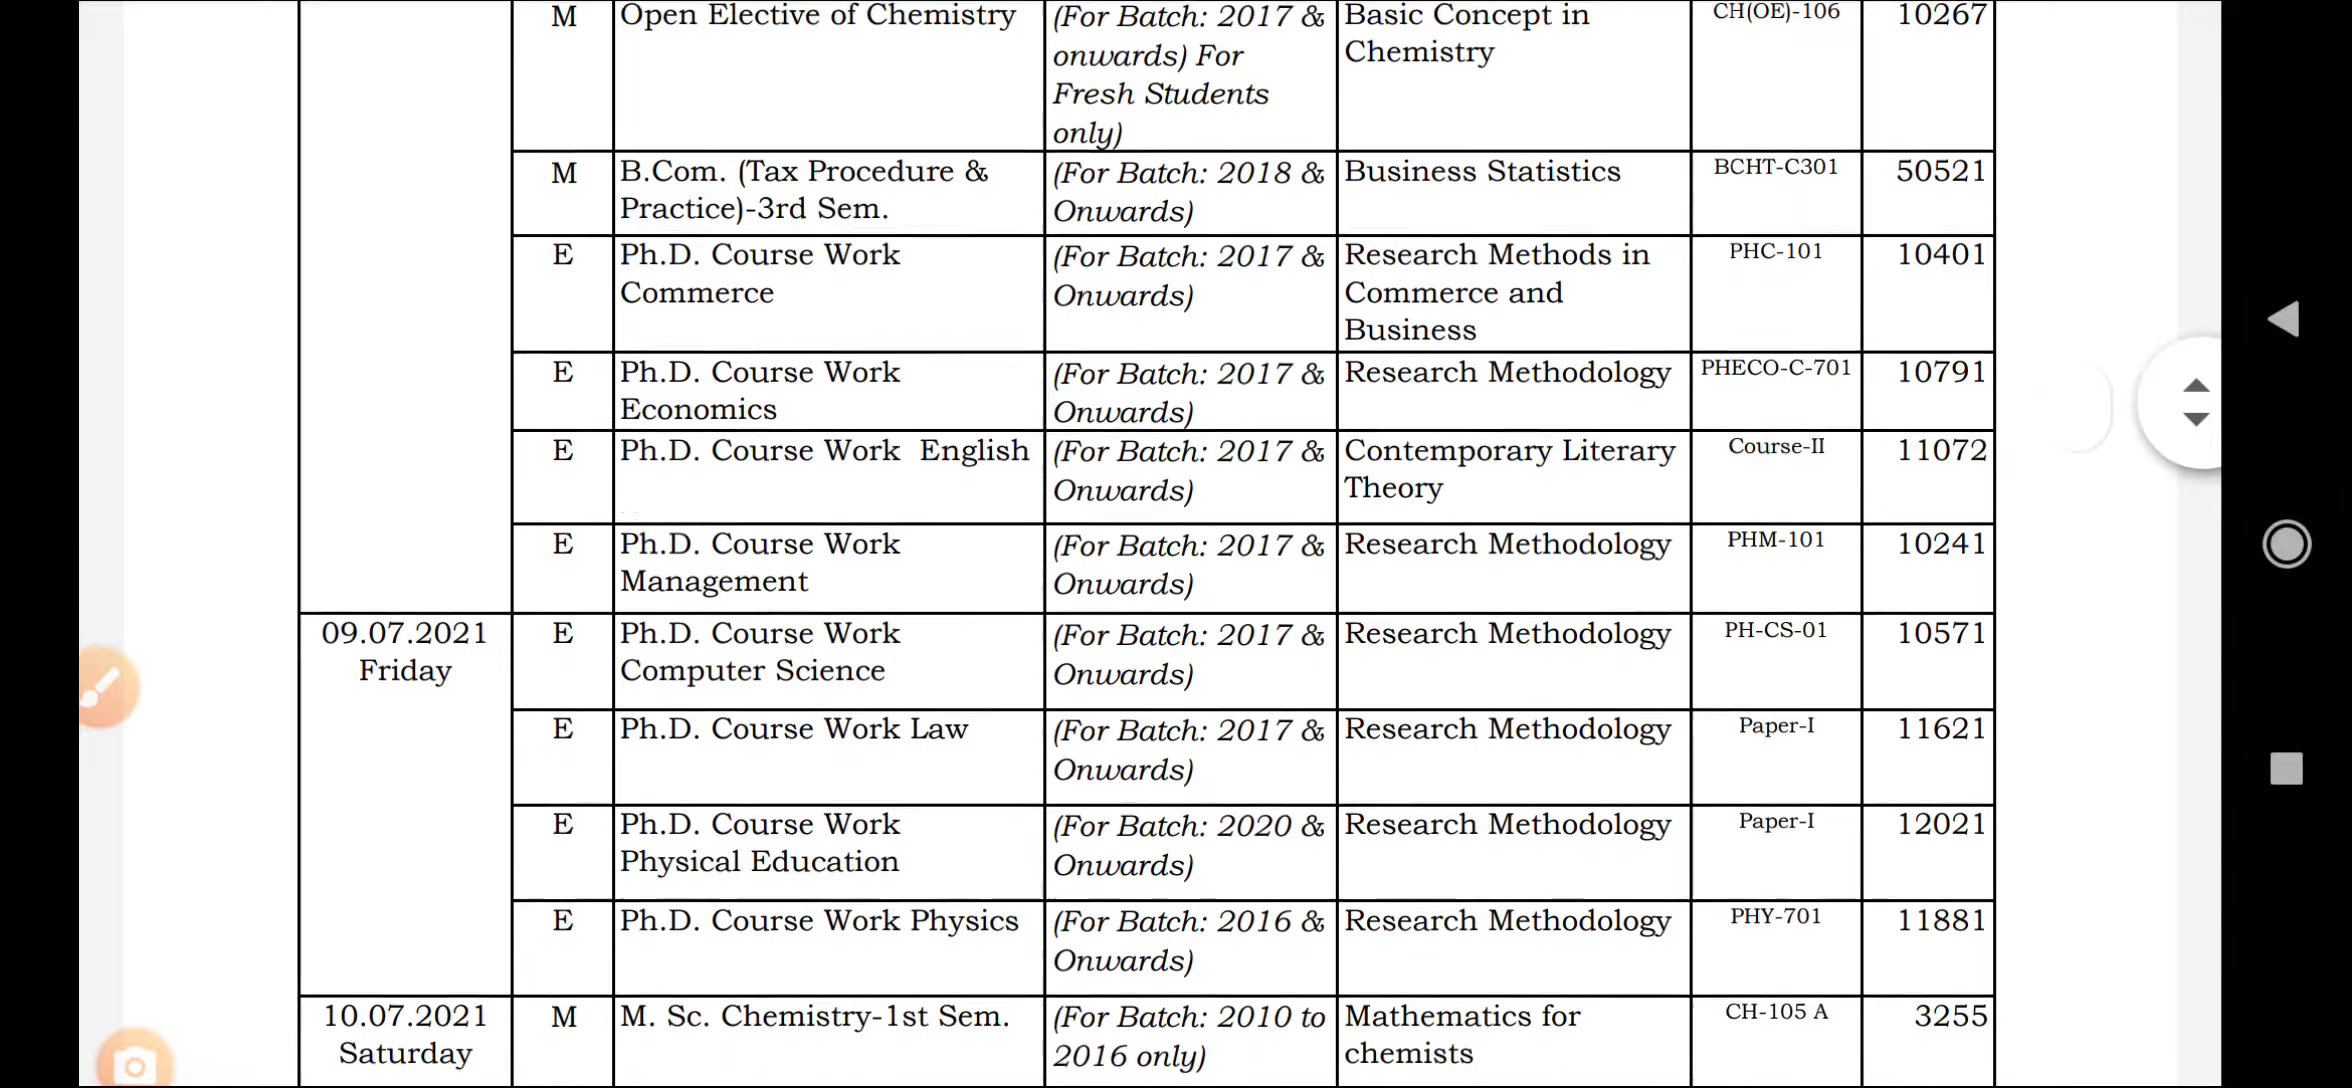 M Open Elective of Chemistry (For Batch: 2017 & Basic Concept in CH(OE)-106 10267
onwards) For Chemistry
Fresh Students
only)
M B.Com. (Tax Procedure & (For Batch: 2018 & Business Statistics BCHT-C301 50521
Practice)-3rd Sem. Onwards)
E Ph.D. Course Work (For Batch: 2017 & Research Methods in PHC-101 10401
Commerce Onwards) Commerce and
Business
E Ph.D. Course Work (For Batch: 2017 & Research Methodology PHECO-C-701 10791
Economics Onwards)
E Ph.D. Course Work English (For Batch: 2017 & Contemporary Literary Course-II 11072
Onwards) Theory
E Ph.D. Course Work (For Batch: 2017 & Research Methodology PHM-101 10241
Management Onwards)
09.07.2021 E Ph.D. Course Work (For Batch: 2017 & Research Methodology PH-CS-01 10571
Friday Computer Science Onwards)
E Ph.D. Course Work Law (For Batch: 2017 & Research Methodology Paper-I 11621
Onwards)
E Ph.D. Course Work (For Batch: 2020 & Research Methodology Paper-I 12021
Physical Education Onwards)
E Ph.D. Course Work Physics (For Batch: 2016 & Research Methodology PHY-701 11881
Onwards)
10.07.2021 M M. Sc. Chemistry-1st Sem. (For Batch: 2010 to Mathematics for CH-105 A 3255
Saturday 2016 only) chemists